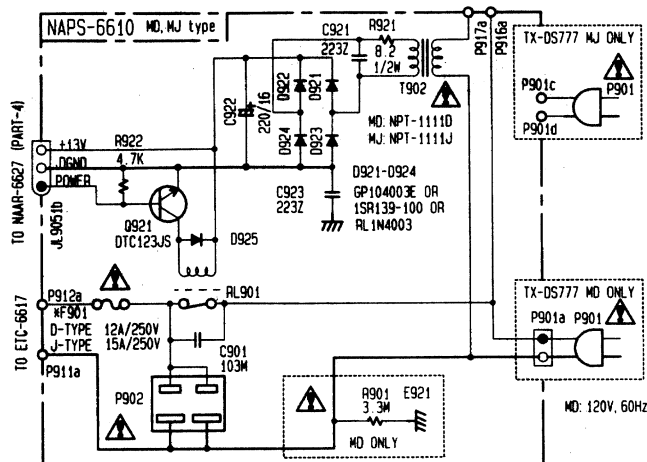 NAPS-6610 MD, MJ type
C921
223Z
R921
8.2
1/2W
T902
MD: NPT-1111D
MJ: NPT-1111J
P917a
P916a
TX-DS777 MJ ONLY
P901c
P901
P901d
C922
220/16
D922
D921
D924
D923
D921-D924
GP104003E OR
1SR139-100 OR
RL1N4003
C923
223Z
TO NAAR-6627 (PART-4)
+13V
DGND
POWER
JL9051D
R922
4.7K
Q921
DTC123JS
D925
RL901
TO ETC-6617
P912a
*F901
D-TYPE 12A/250V
J-TYPE 15A/250V
P911a
C901
103M
P902
R901
3.3M
E921
MD ONLY
TX-DS777 MD ONLY
P901a
P901
MD: 120V, 60Hz